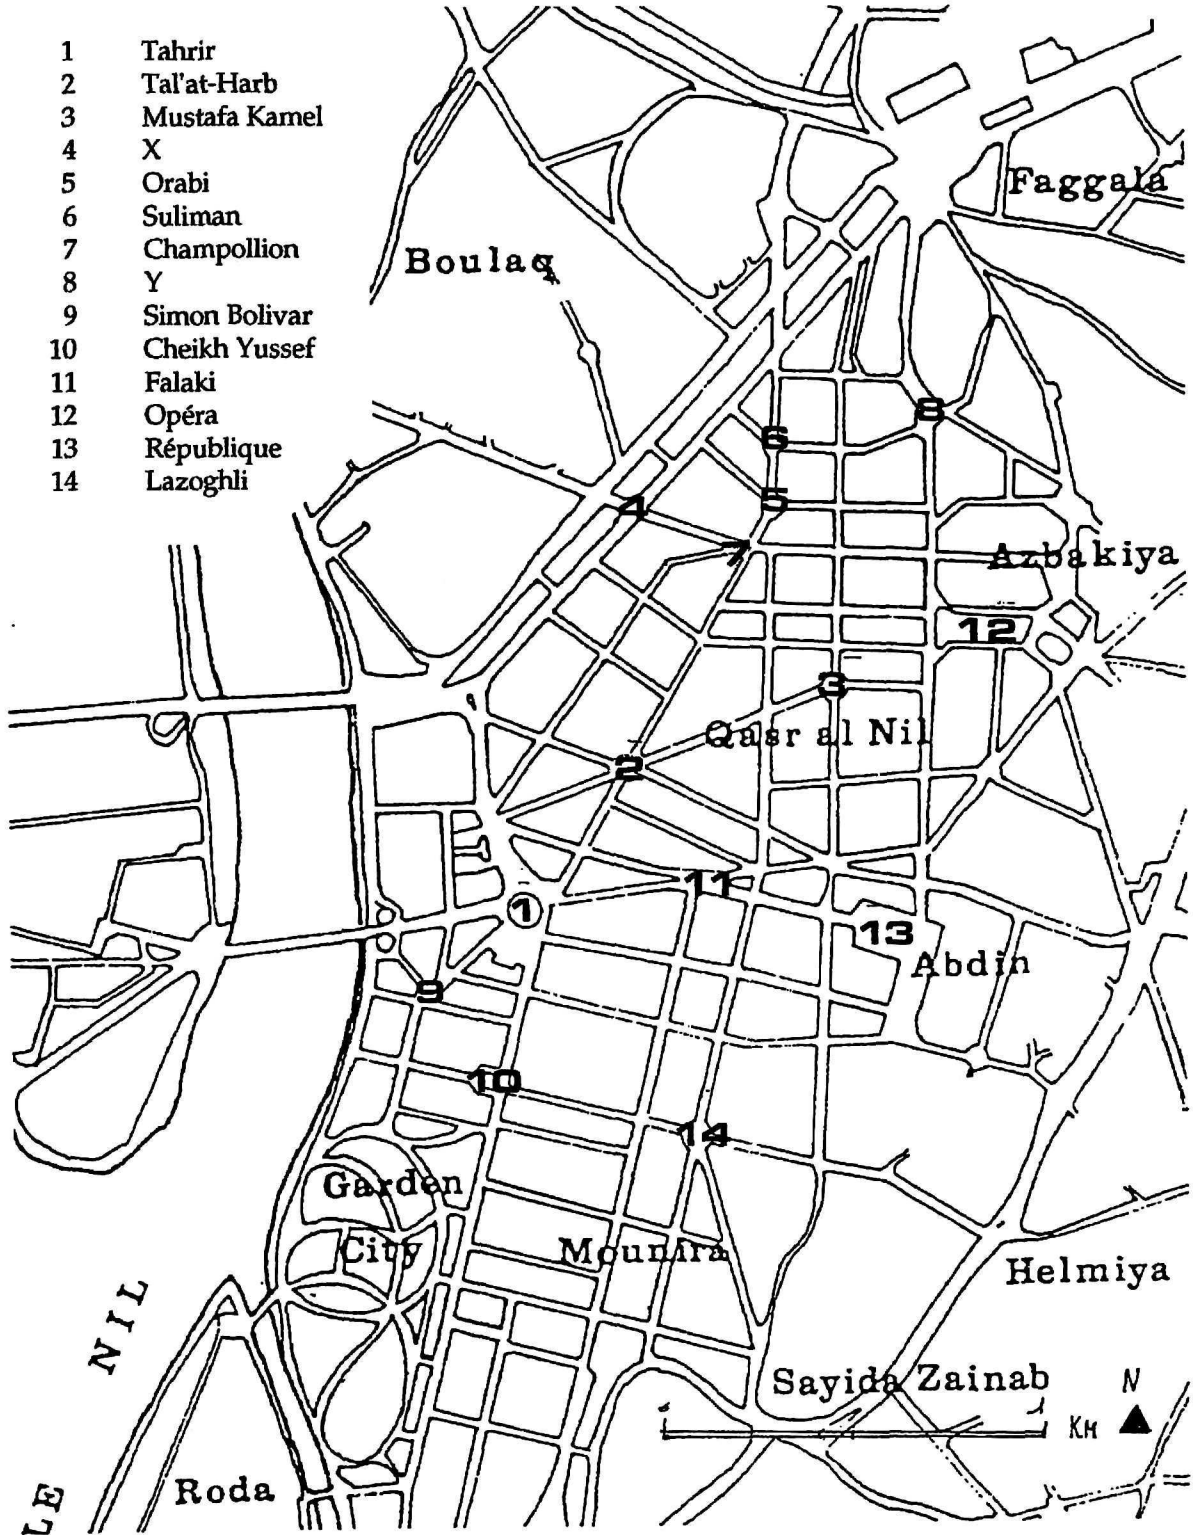 1 Tahrir
2 Tal'at-Harb
3 Mustafa Kamel
4 X
5 Orabi
6 Suliman
7 Champollion
8 Y
9 Simon Bolivar
10 Cheikh Yussef
11 Falaki
12 Opéra
13 République
14 Lazoghli
Faggala
Boulaq
8
6
5
4
7
Azbakiya
12
3
Qasr al Nil
2
11
1
13
Abdin
9
10
14
Garden
City
Mounira
Helmiya
NIL
Sayida Zainab
N
Km
Roda
LE